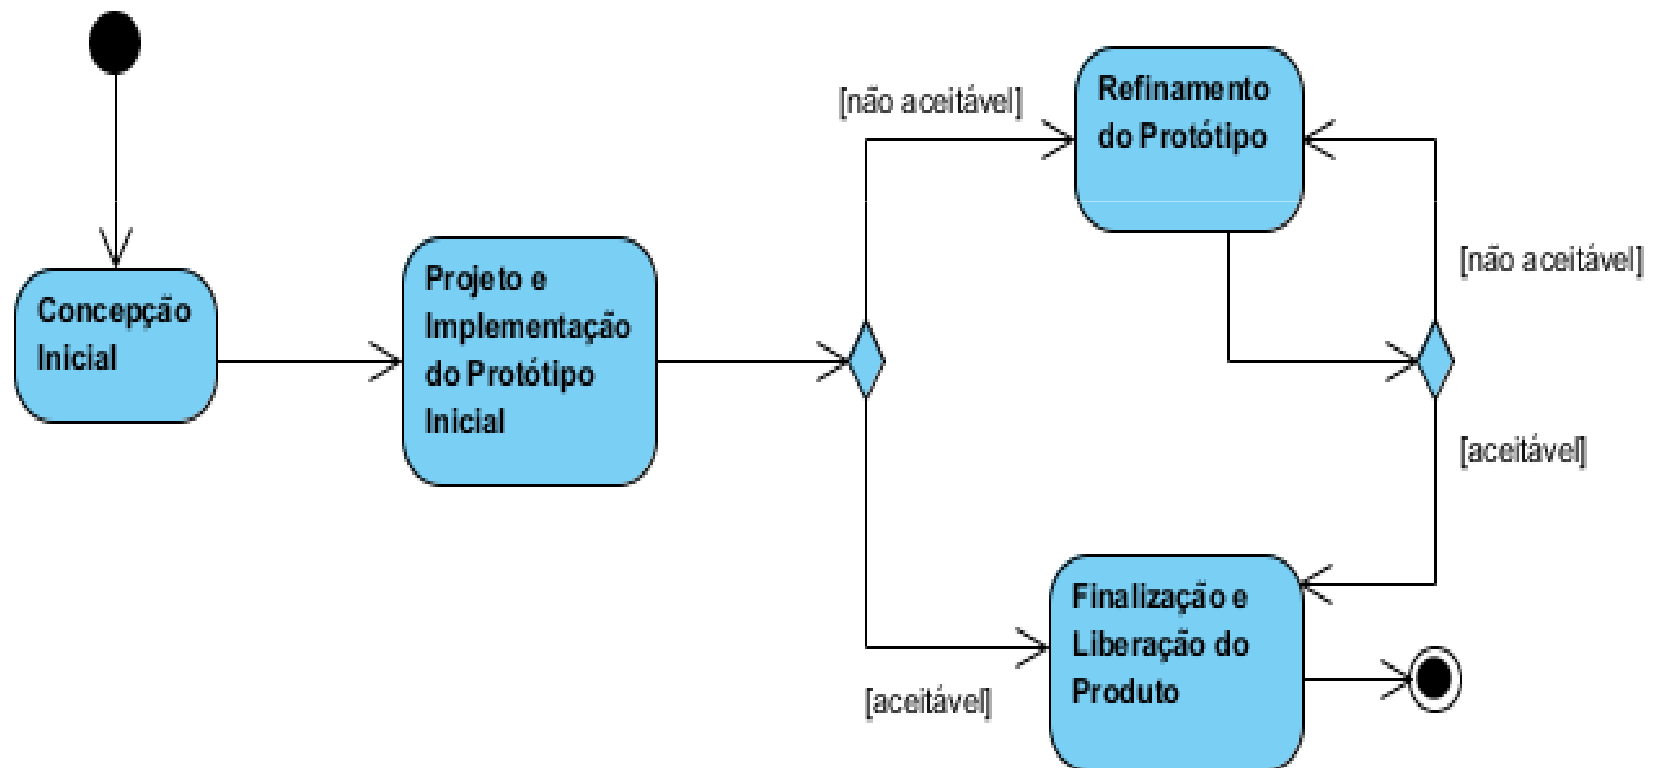 [não aceitável]
Refinamento
do Protótipo
[não aceitável]
Concepção
Inicial
Projeto e
Implementação
do Protótipo
Inicial
[aceitável]
Finalização e
Liberação do
Produto
[aceitável]